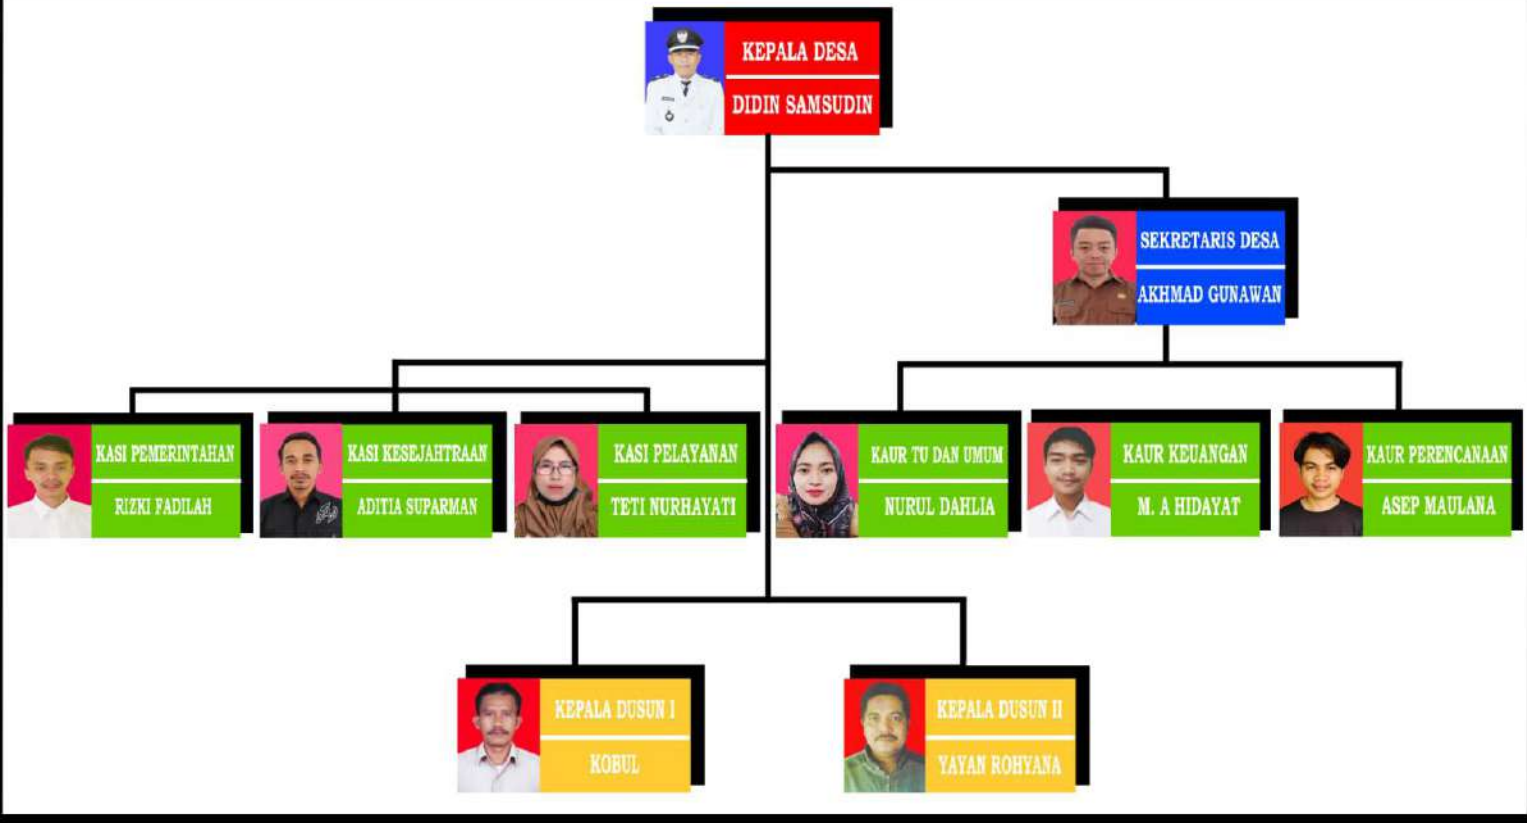 KEPALA DESA
DIDIN SAMSUDIN
SEKRETARIS DESA
AKHMAD GUNAWAN
KASI PEMERINTAHAN
RIZKI FADILAH
KASI KESEJAHTRAAN
ADITIA SUPARMAN
KASI PELAYANAN
TETI NURHAYATI
KAUR TU DAN UMUM
NURUL DAHLIA
KAUR KEUANGAN
M. A HIDAYAT
KAUR PERENCANAAN
ASEP MAULANA
KEPALA DUSUN I
KOBUL
KEPALA DUSUN II
YAYAN ROHYANA